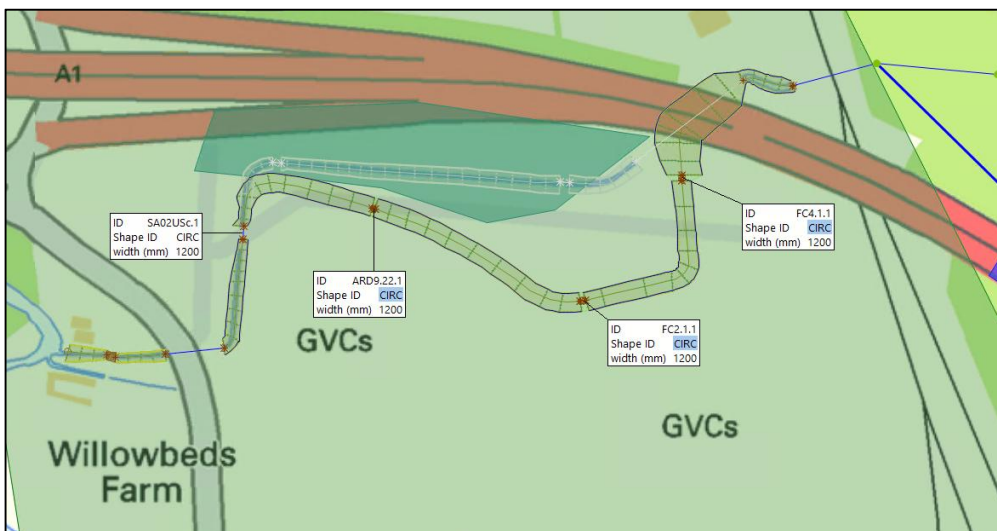 A1
ID SA02USc.1
Shape ID CIRC
width (mm) 1200
ID FC4.1.1
Shape ID CIRC
width (mm) 1200
ID ARD9.22.1
Shape ID CIRC
width (mm) 1200
ID FC2.1.1
Shape ID CIRC
width (mm) 1200
GVCs
GVCs
Willowbeds
Farm